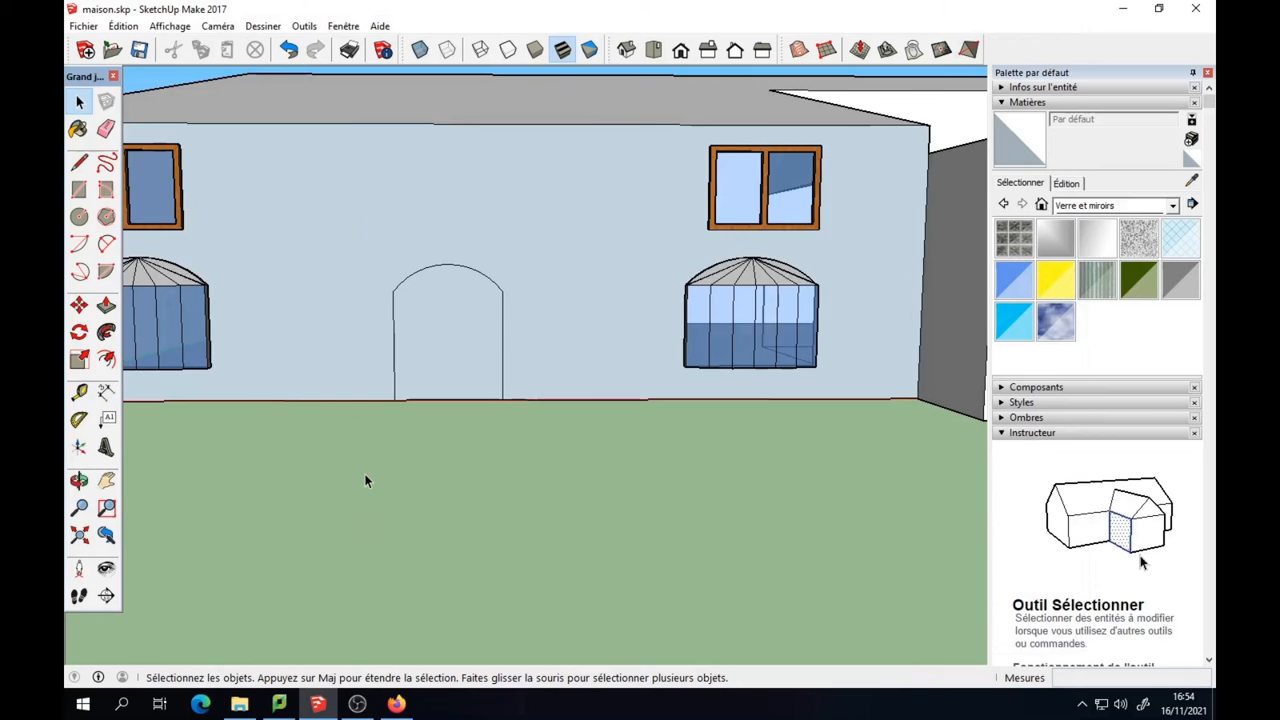 maison.skp - SketchUp Make 2017
Fichier Édition Affichage Caméra Dessiner Outils Fenêtre Aide
Grand j...
Palette par défaut
Infos sur l'entité
Matières
Par défaut
Sélectionner Édition
Verre et miroirs
A1
Composants
Styles
Ombres
Instructeur
Outil Sélectionner
Sélectionner des entités à modifier
lorsque vous utilisez d'autres outils
ou commandes.
Sélectionnez les objets. Appuyez sur Maj pour étendre la sélection. Faites glisser la souris pour sélectionner plusieurs objets.
Mesures
16:54
16/11/2021